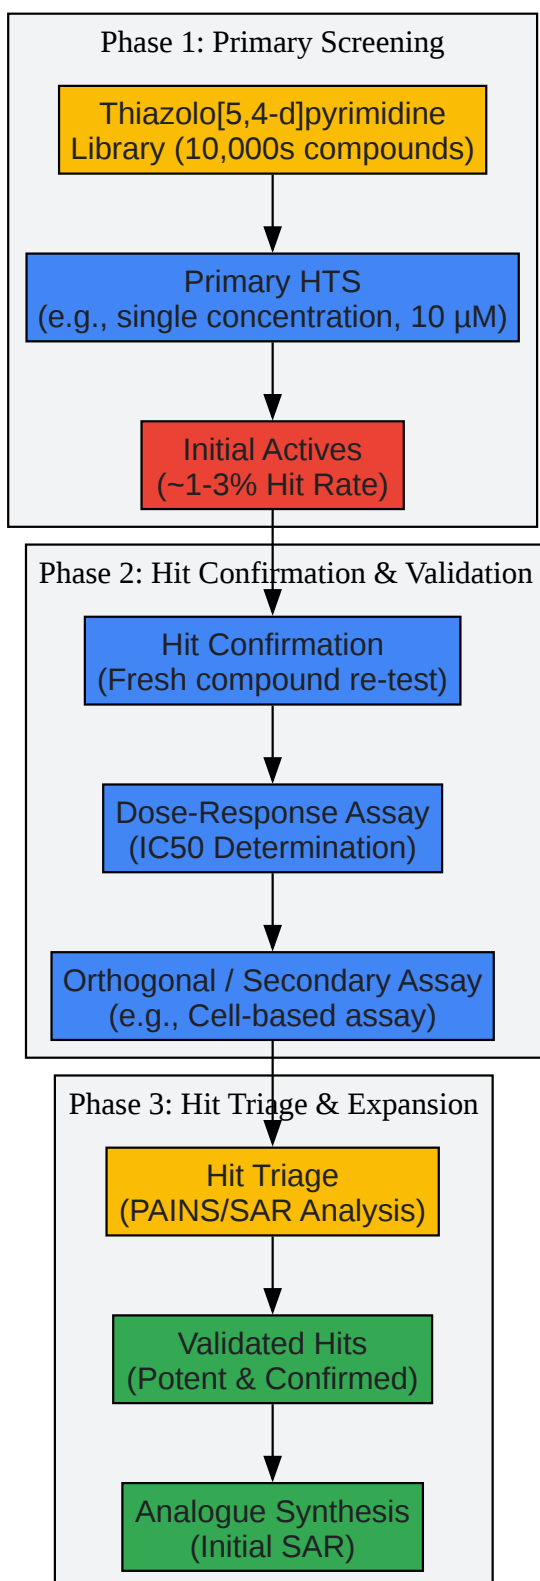 Phase 1: Primary Screening
Thiazolo[5,4-d]pyrimidine
Library (10,000s compounds)
Primary HTS
(e.g., single concentration, 10 µM)
Initial Actives
(~1-3% Hit Rate)
Phase 2: Hit Confirmation & Validation
Hit Confirmation
(Fresh compound re-test)
Dose-Response Assay
(IC50 Determination)
Orthogonal / Secondary Assay
(e.g., Cell-based assay)
Phase 3: Hit Triage & Expansion
Hit Triage
(PAINS/SAR Analysis)
Validated Hits
(Potent & Confirmed)
Analogue Synthesis
(Initial SAR)